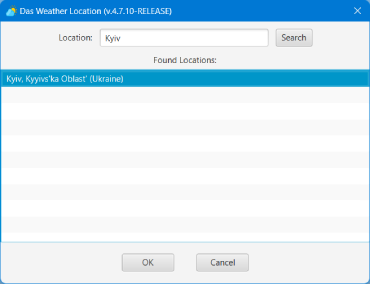 Das Weather Location (v.4.7.10-RELEASE)
Location: Kyiv Search
Found Locations:
Kyiv, Kyyivs'ka Oblast' (Ukraine)
OK Cancel